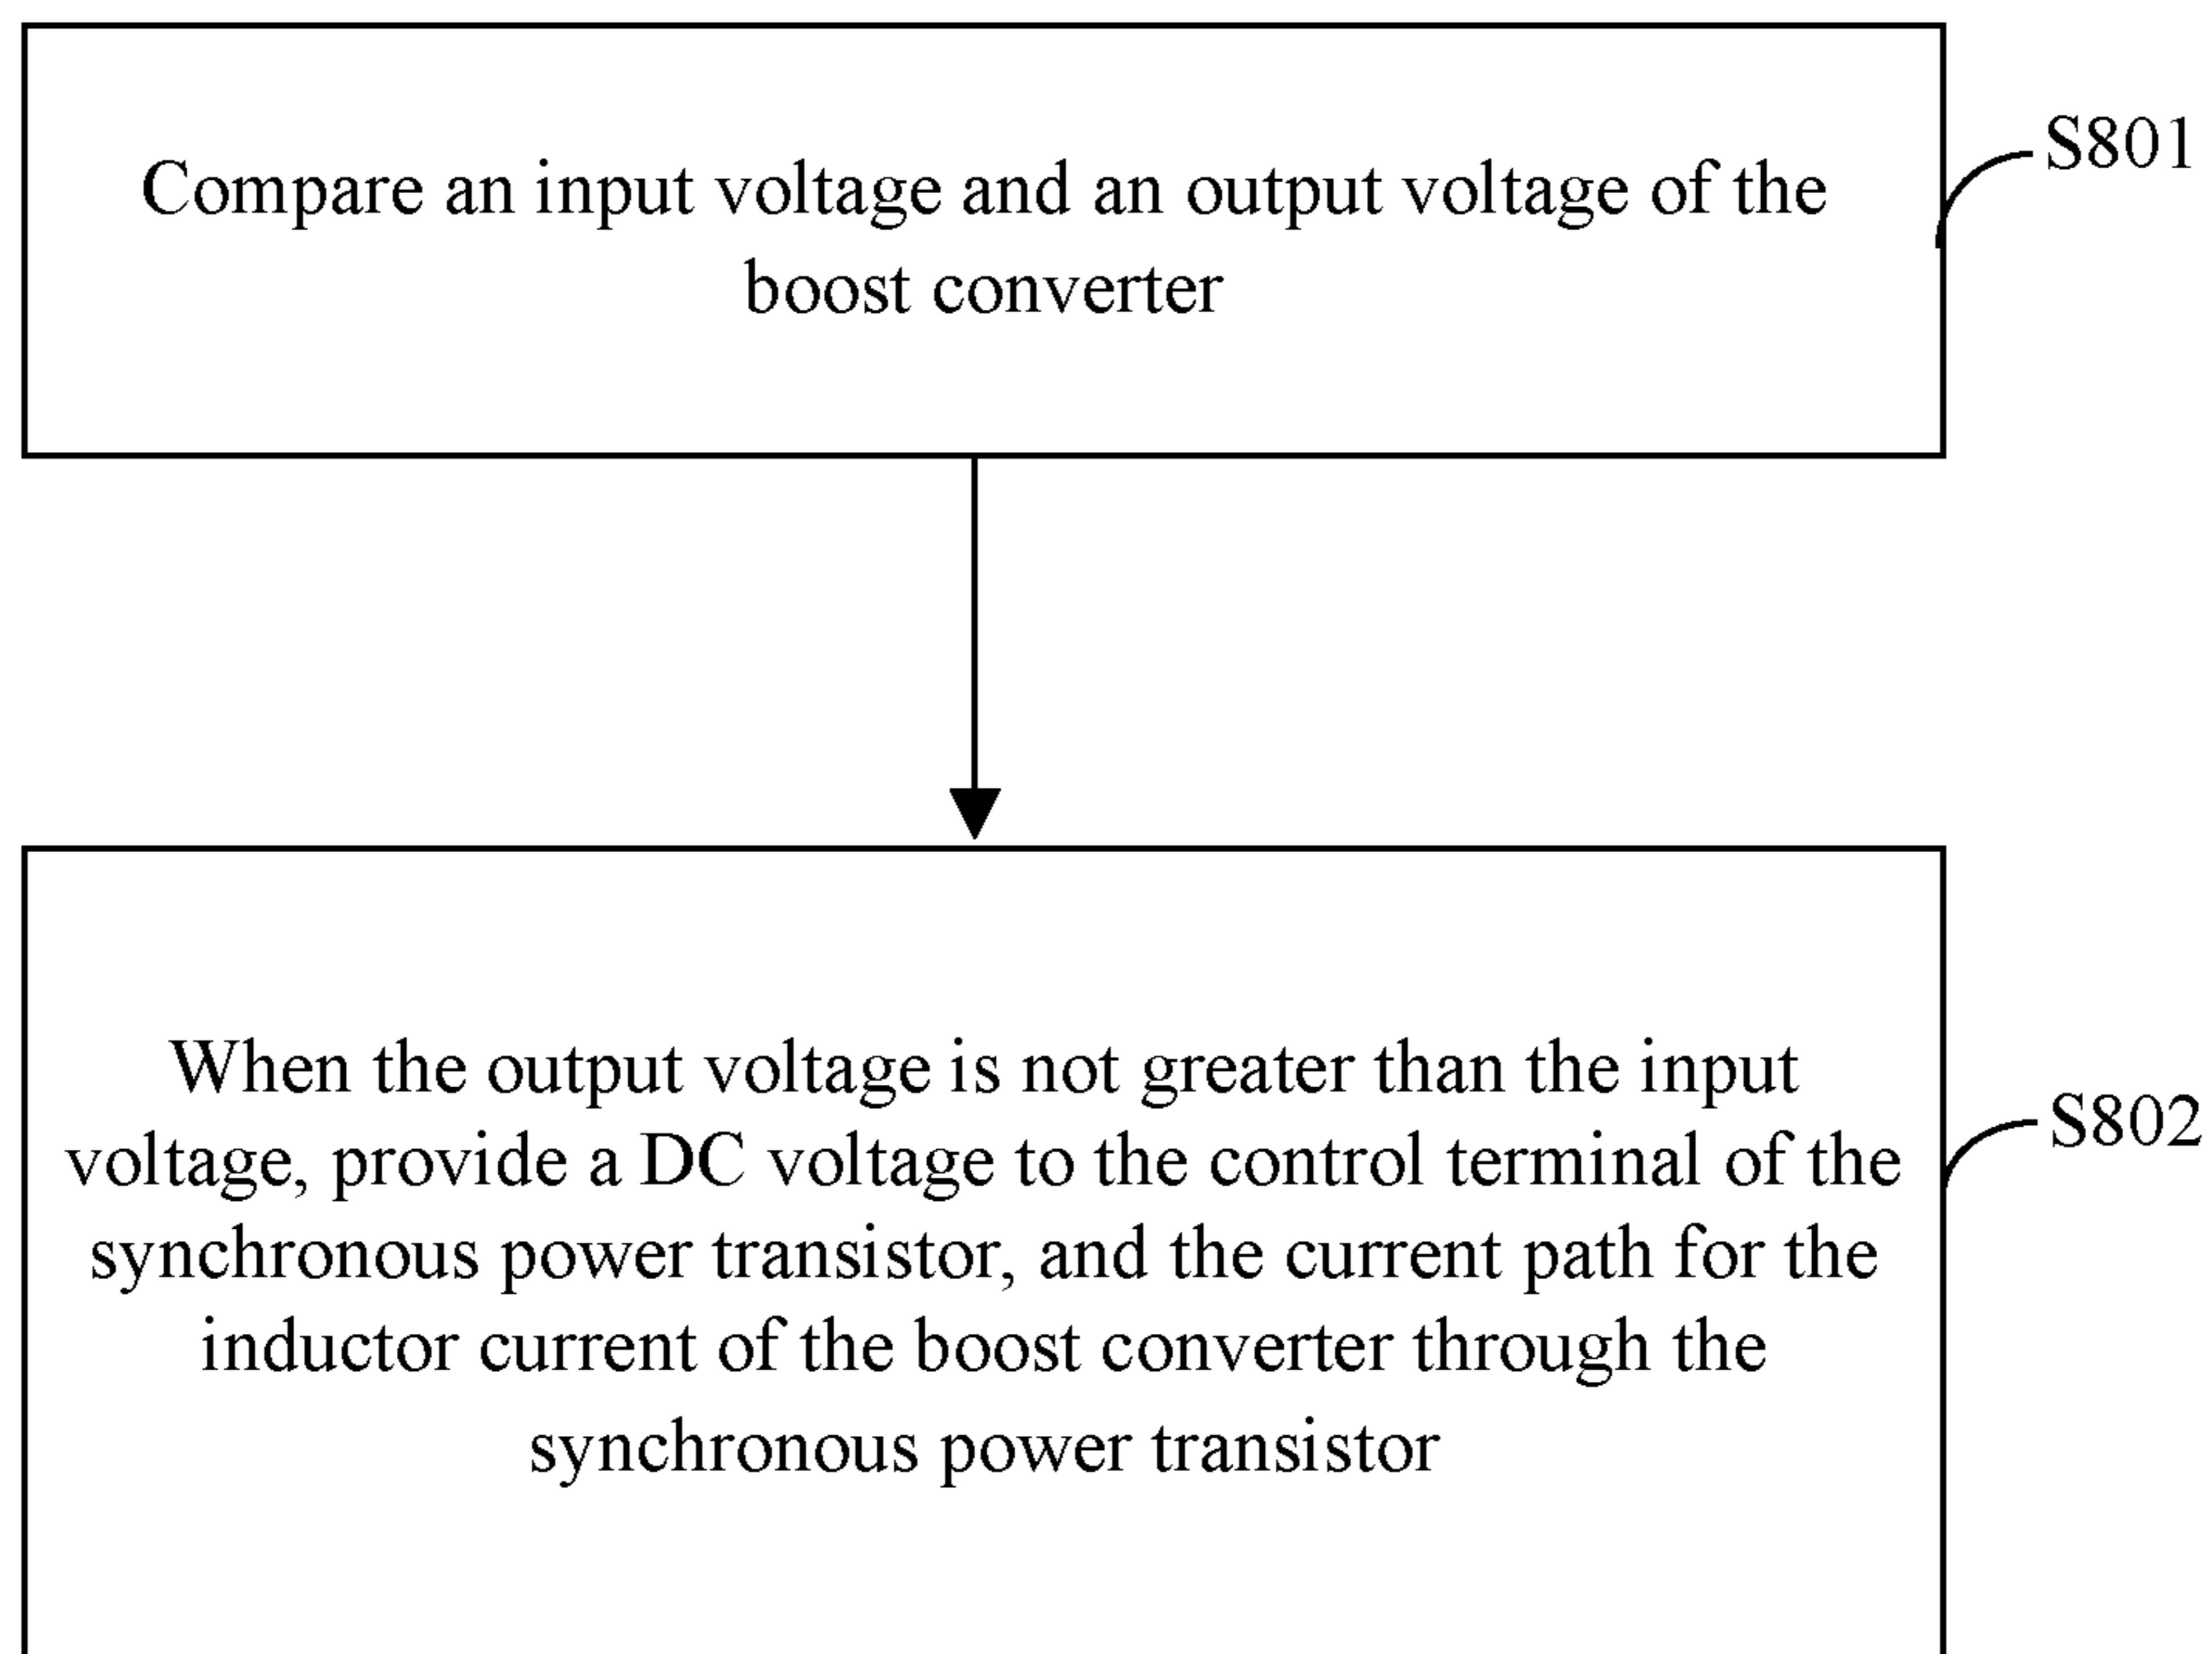 Compare an input voltage and an output voltage of the
boost converter
S801
When the output voltage is not greater than the input
voltage, provide a DC voltage to the control terminal of the
synchronous power transistor, and the current path for the
inductor current of the boost converter through the
synchronous power transistor
S802